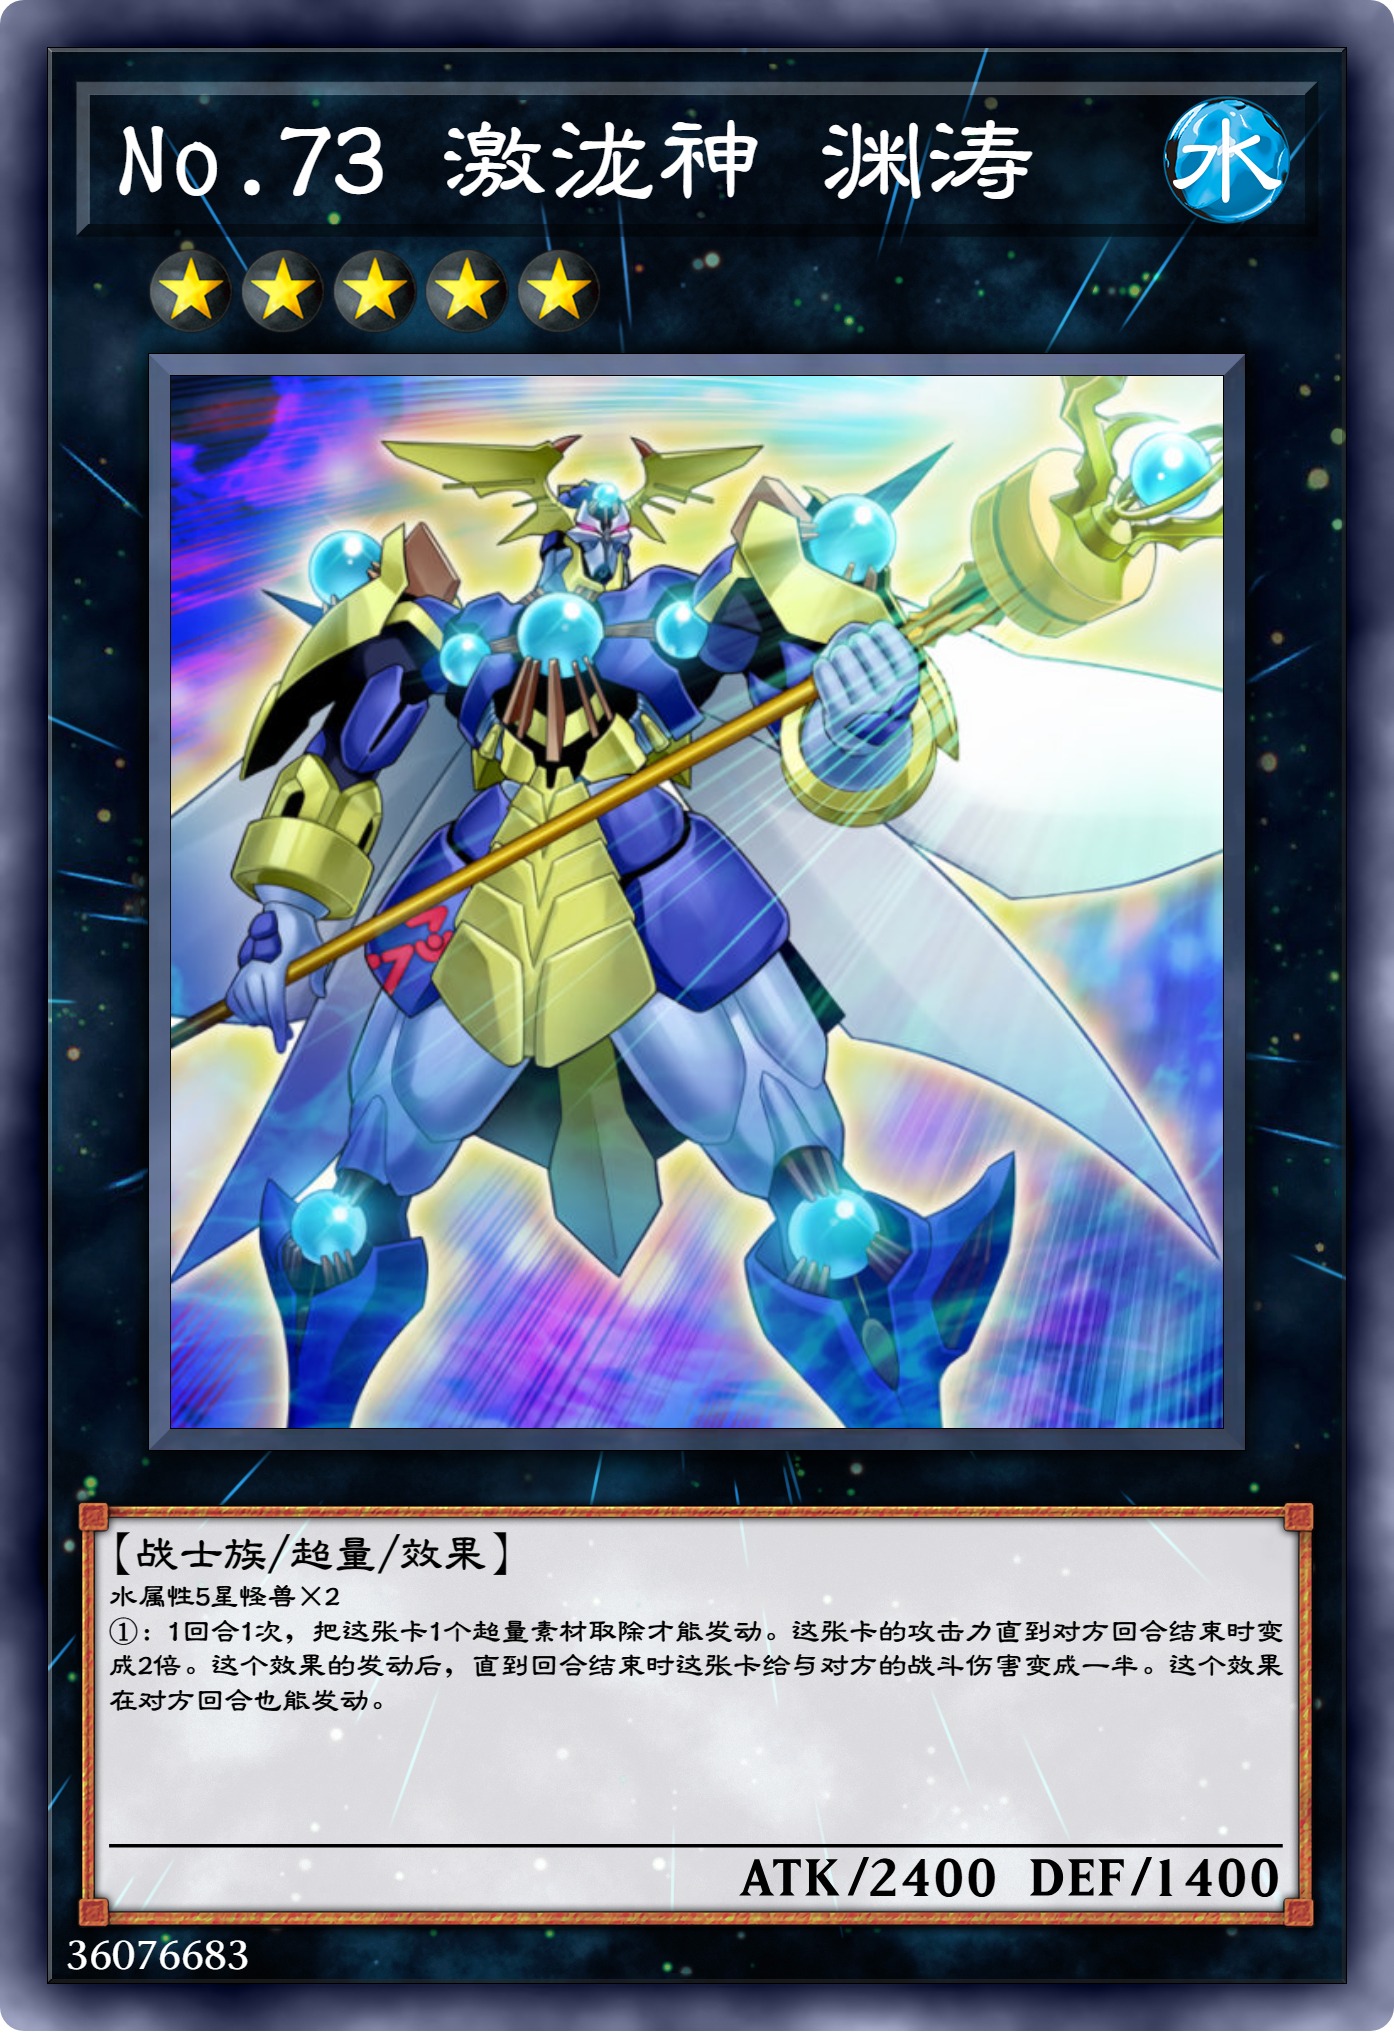 No.73 激泷神 渊涛
水
【战士族/超量/效果】
水属性5星怪兽×2
①：1回合1次，把这张卡1个超量素材取除才能发动。这张卡的攻击力直到对方回合结束时变
成2倍。这个效果的发动后，直到回合结束时这张卡给与对方的战斗伤害变成一半。这个效果
在对方回合也能发动。
ATK/2400 DEF/1400
36076683